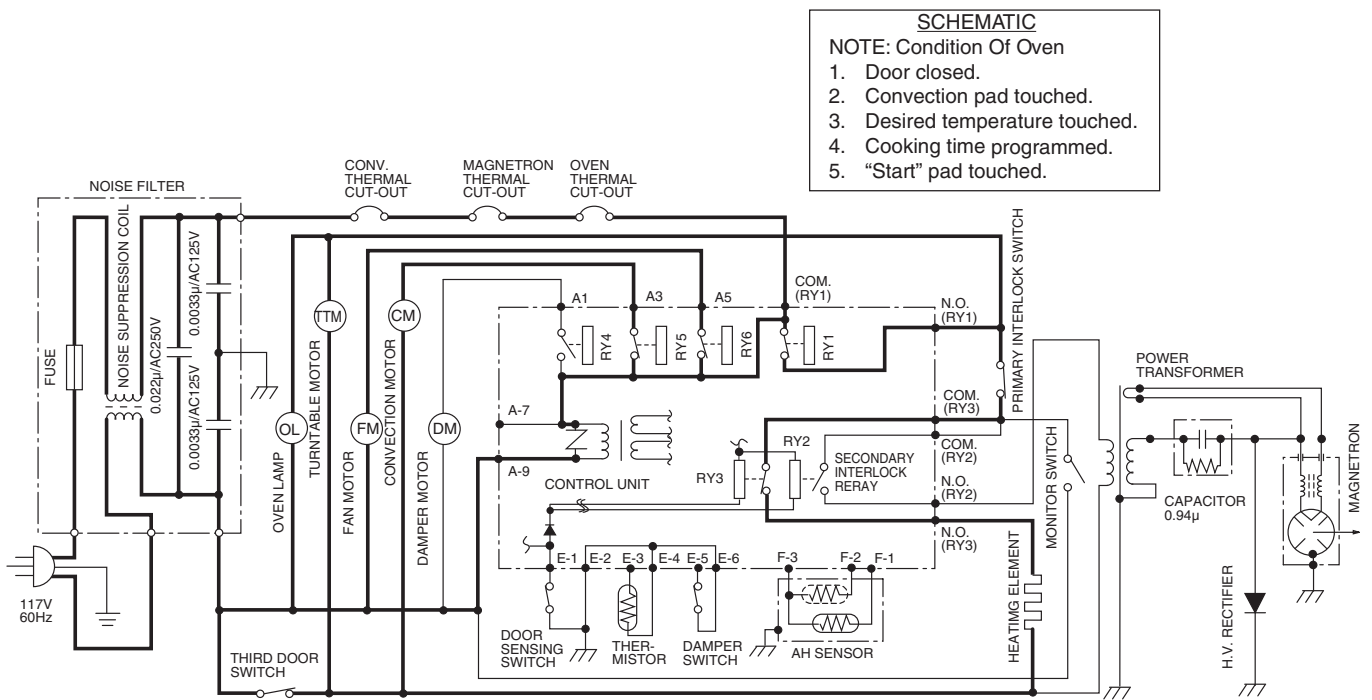 SCHEMATIC
NOTE: Condition Of Oven
1. Door closed.
2. Convection pad touched.
3. Desired temperature touched.
4. Cooking time programmed.
5. “Start” pad touched.
CONV.
THERMAL
CUT-OUT
MAGNETRON
THERMAL
CUT-OUT
OVEN
THERMAL
CUT-OUT
NOISE FILTER
FUSE
NOISE SUPPRESSION COIL
0.022µ/AC250V
0.0033µ/AC125V
0.0033µ/AC125V
117V
60Hz
OL
OVEN LAMP
TTM
TURNTABLE MOTOR
FM
FAN MOTOR
CM
CONVECTION MOTOR
DM
DAMPER MOTOR
A1
A3
A5
COM.
(RY1)
N.O.
(RY1)
RY4
RY5
RY6
RY1
PRIMARY INTERLOCK SWITCH
A-7
A-9
CONTROL UNIT
COM.
(RY3)
COM.
(RY2)
RY2
RY3
SECONDARY
INTERLOCK
RERAY
N.O.
(RY2)
N.O.
(RY3)
MONITOR SWITCH
POWER
TRANSFORMER
CAPACITOR
0.94µ
MAGNETRON
H.V. RECTIFIER
E-1
E-2
E-3
E-4
E-5
E-6
F-3
F-2
F-1
DOOR
SENSING
SWITCH
THER-
MISTOR
DAMPER
SWITCH
AH SENSOR
HEATIMG ELEMENT
THIRD DOOR
SWITCH